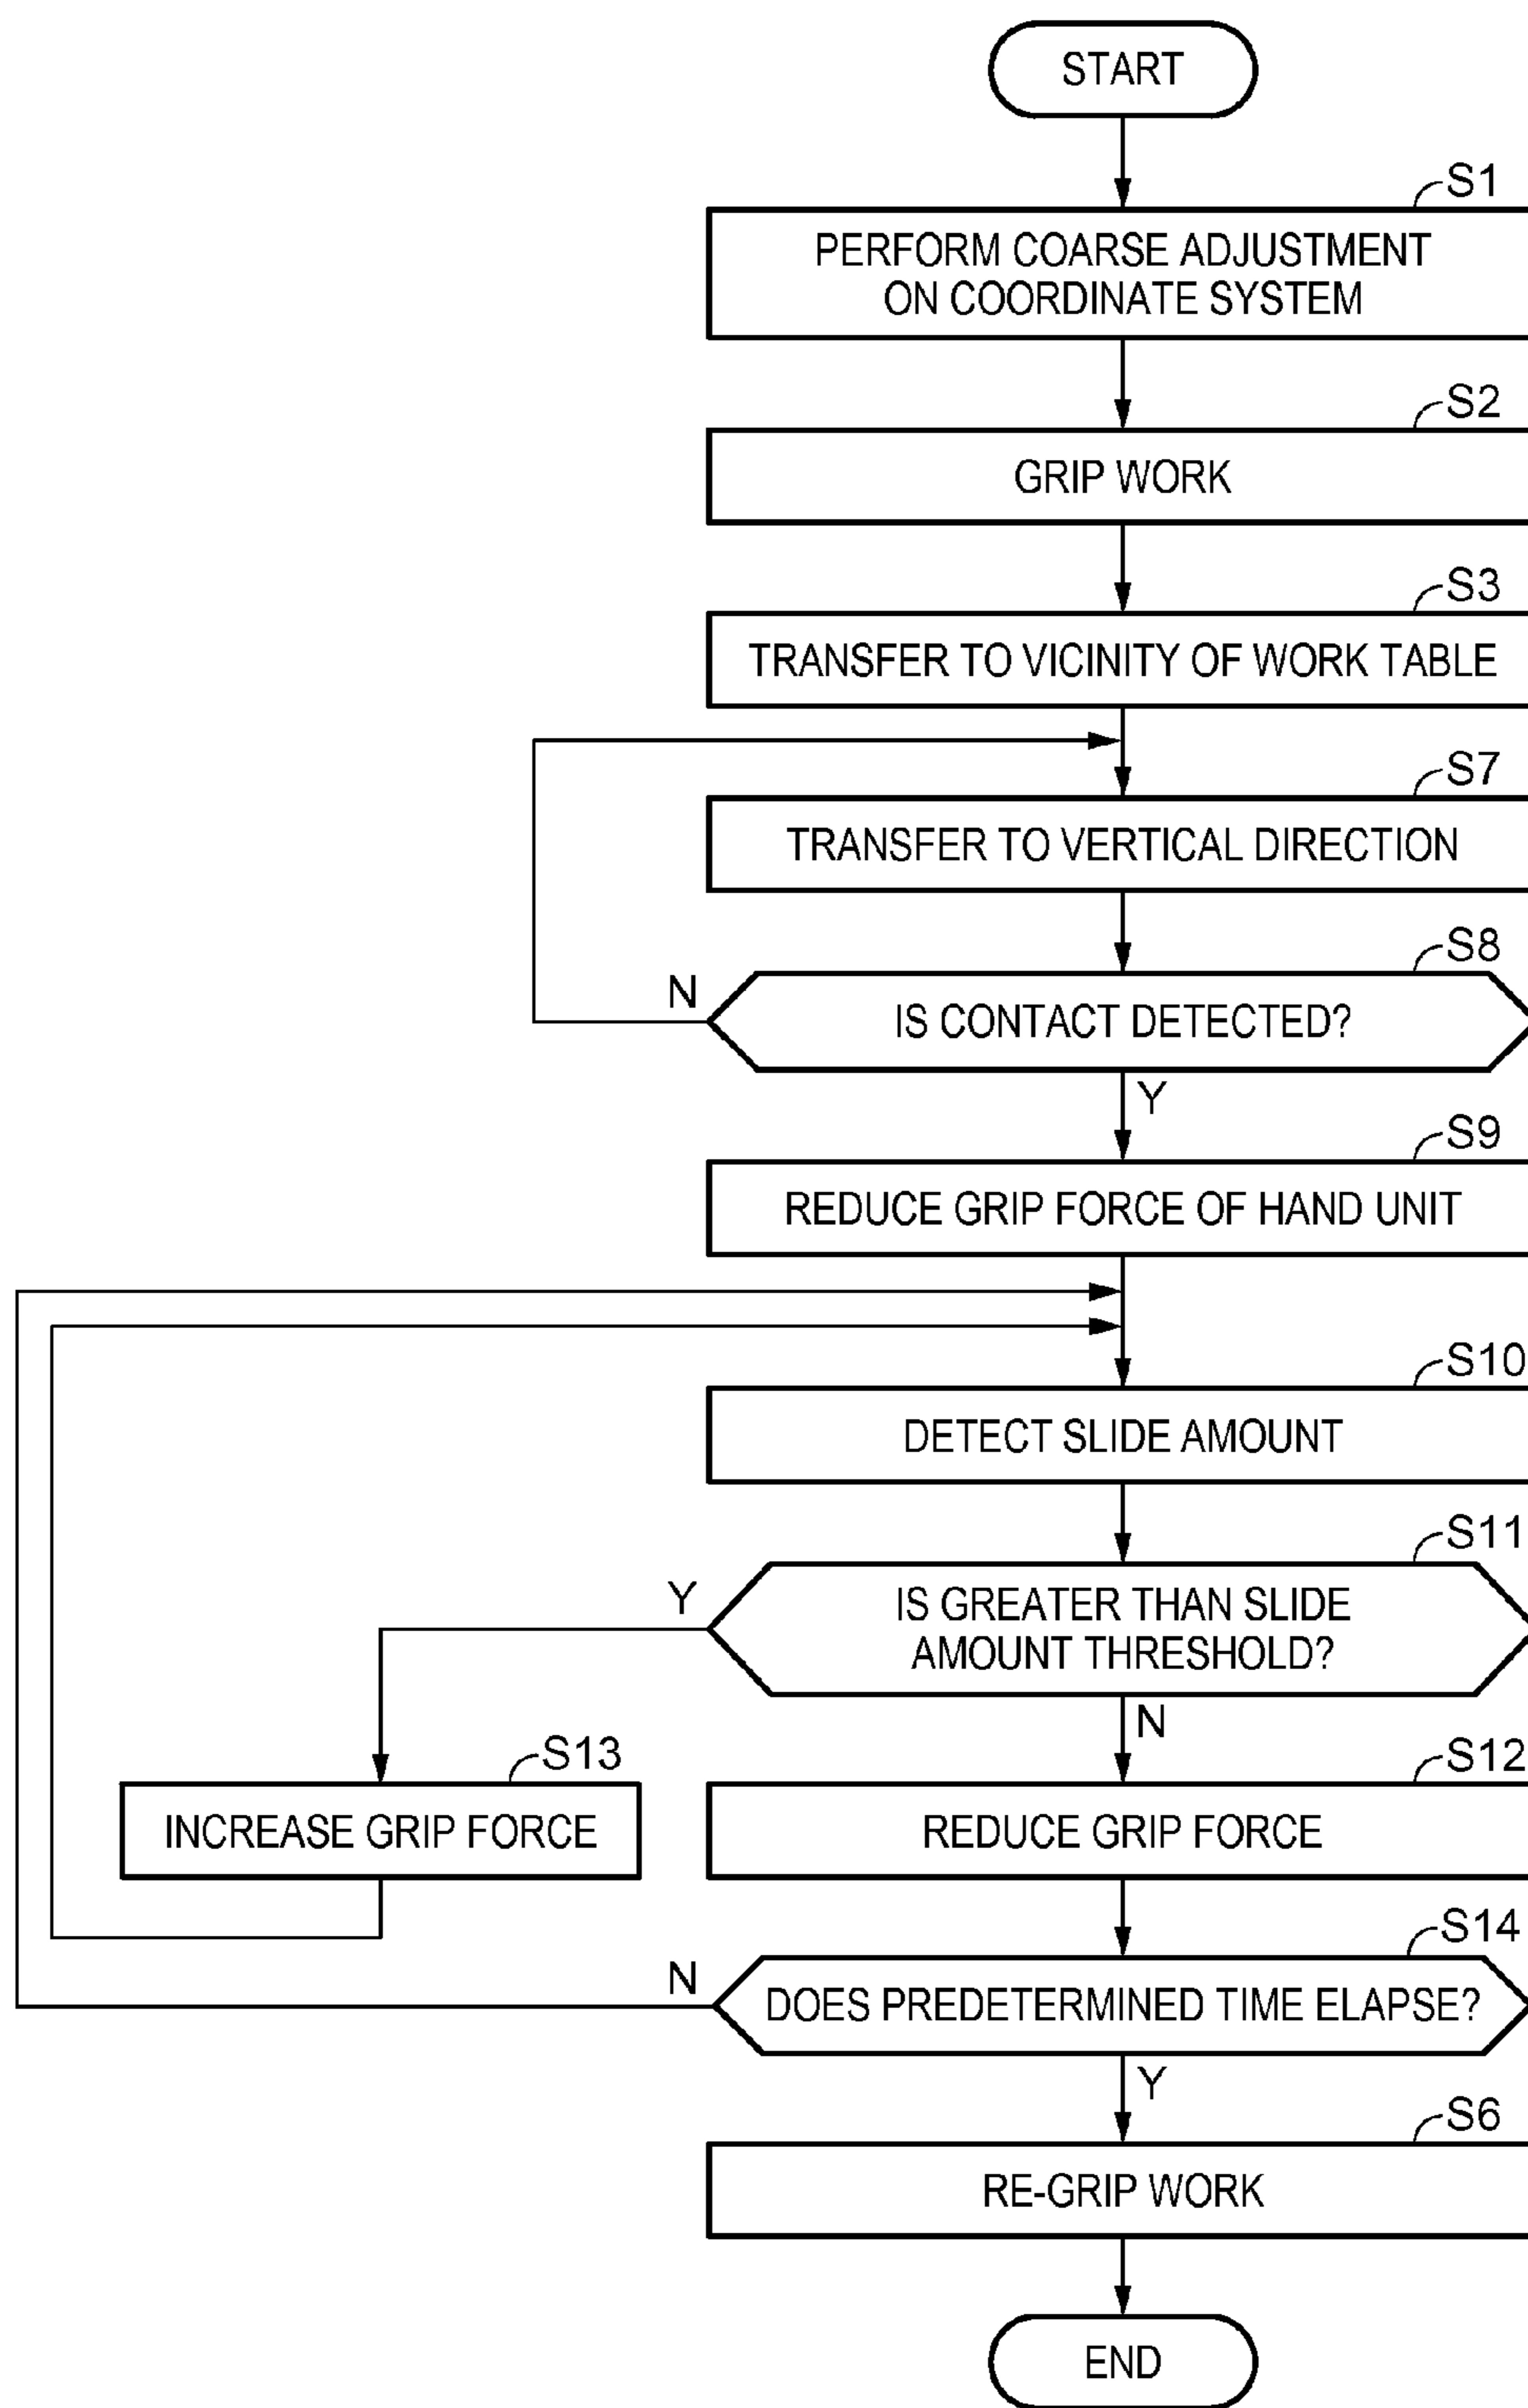 START
S1
PERFORM COARSE ADJUSTMENT
ON COORDINATE SYSTEM
S2
GRIP WORK
S3
TRANSFER TO VICINITY OF WORK TABLE
S7
TRANSFER TO VERTICAL DIRECTION
S8
N
IS CONTACT DETECTED?
Y
S9
REDUCE GRIP FORCE OF HAND UNIT
S10
DETECT SLIDE AMOUNT
S11
Y
IS GREATER THAN SLIDE
AMOUNT THRESHOLD?
N
S13
INCREASE GRIP FORCE
S12
REDUCE GRIP FORCE
S14
N
DOES PREDETERMINED TIME ELAPSE?
Y
S6
RE-GRIP WORK
END